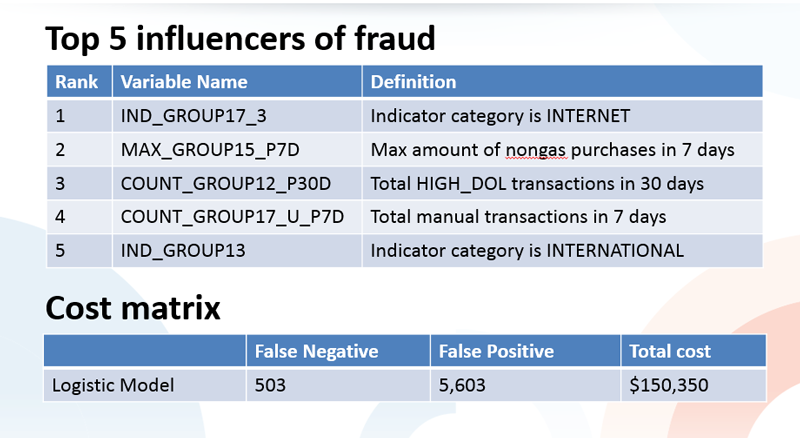 Top 5 influencers of fraud
Rank Variable Name Definition
1 IND_GROUP17_3 Indicator category is INTERNET
2 MAX_GROUP15_P7D Max amount of nongas purchases in 7 days
3 COUNT_GROUP12_P30D Total HIGH_DOL transactions in 30 days
4 COUNT_GROUP17_U_P7D Total manual transactions in 7 days
5 IND_GROUP13 Indicator category is INTERNATIONAL
Cost matrix
False Negative False Positive Total cost
Logistic Model 503 5,603 $150,350